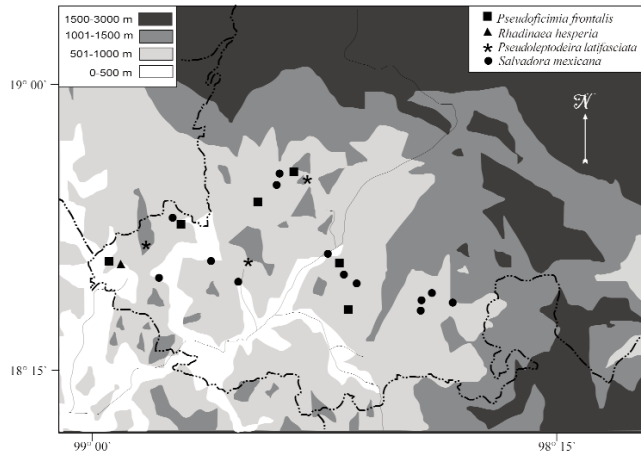 1500-3000 m
1001-1500 m
501-1000 m
0-500 m
Pseudoficimia frontalis
Rhadinaea hesperia
Pseudoleptodeira latifasciata
Salvadora mexicana
N
19° 00'
18° 15'
99° 00'
98° 15'